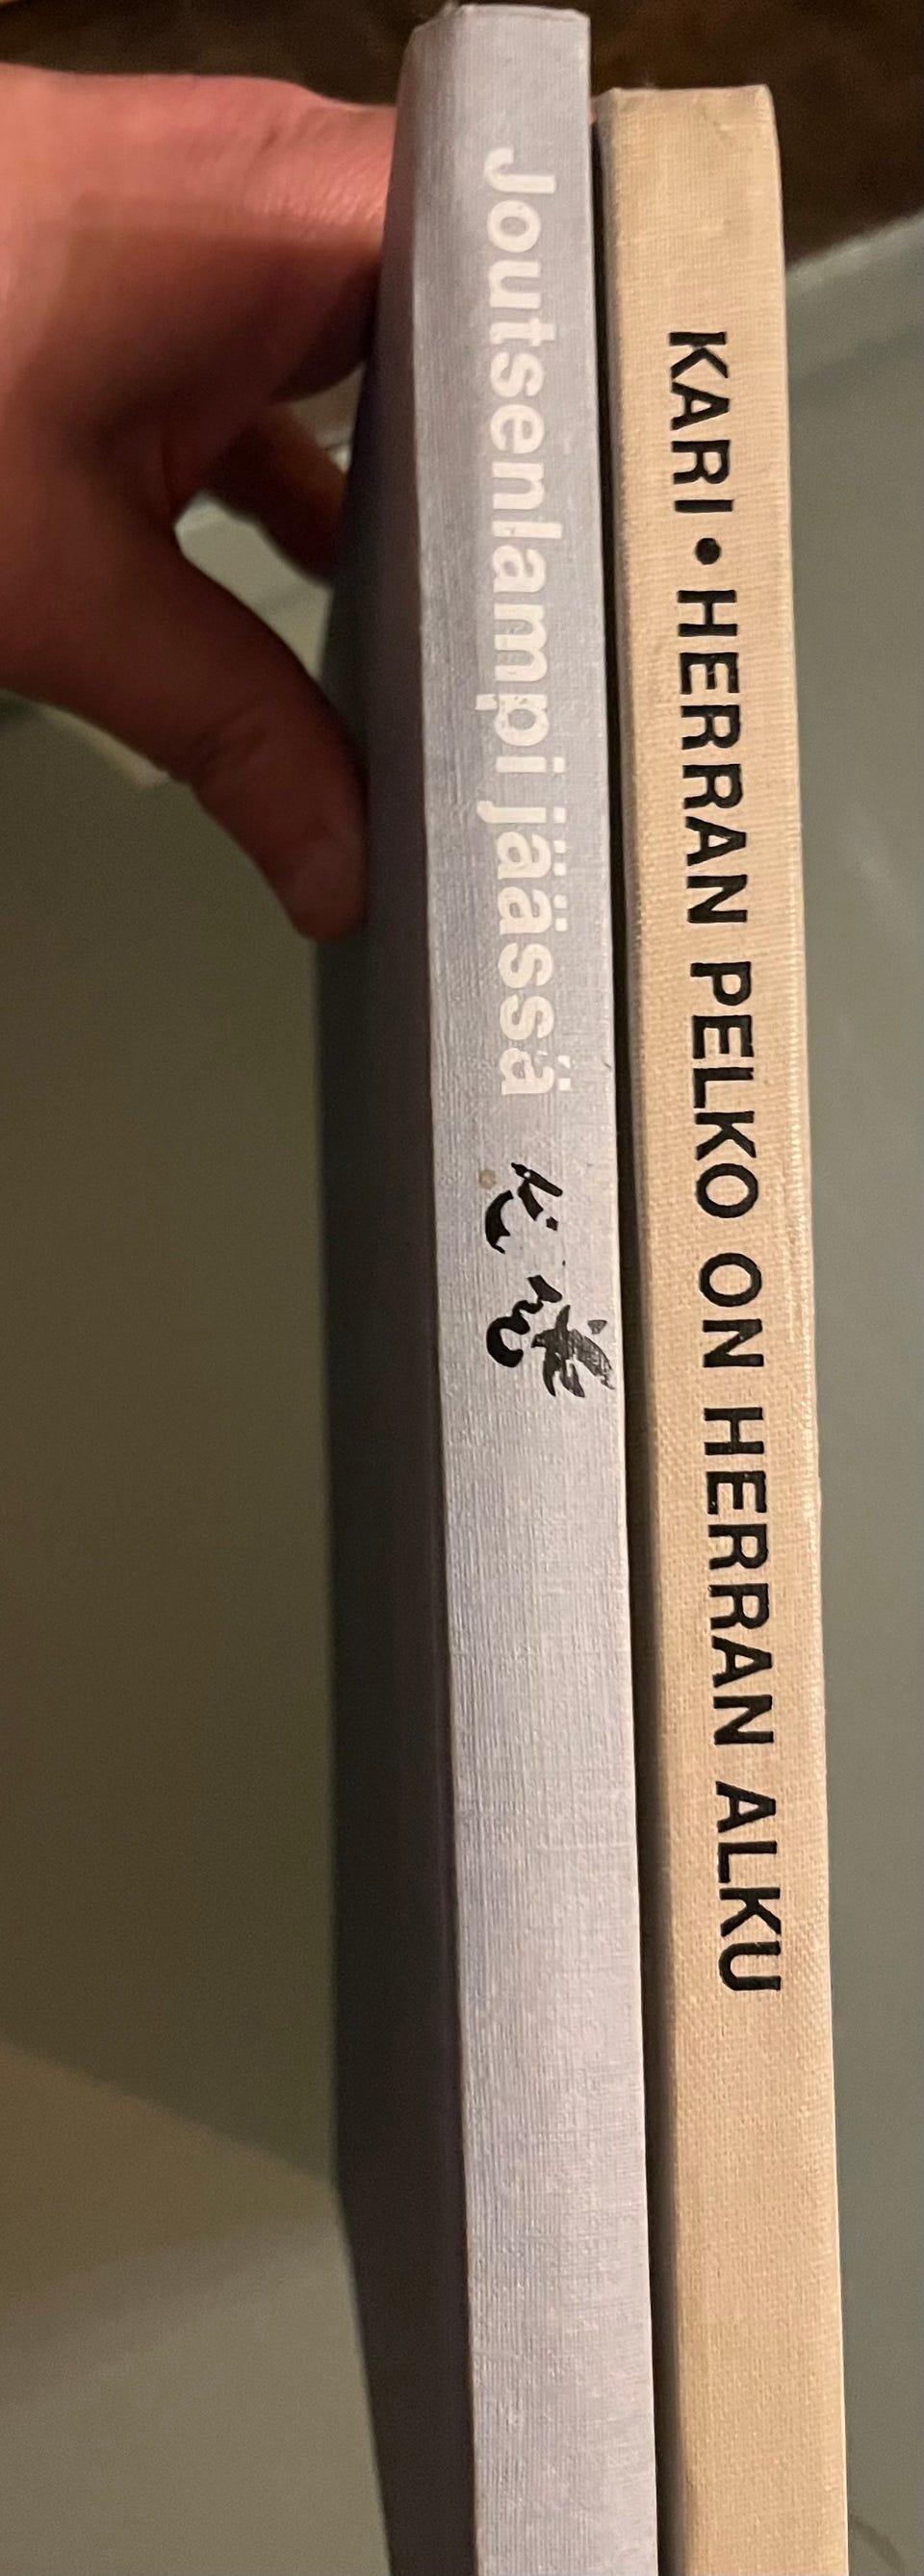 Joutsenlampi jäässä
KARI • HERRAN PELKO ON HERRAN ALKU